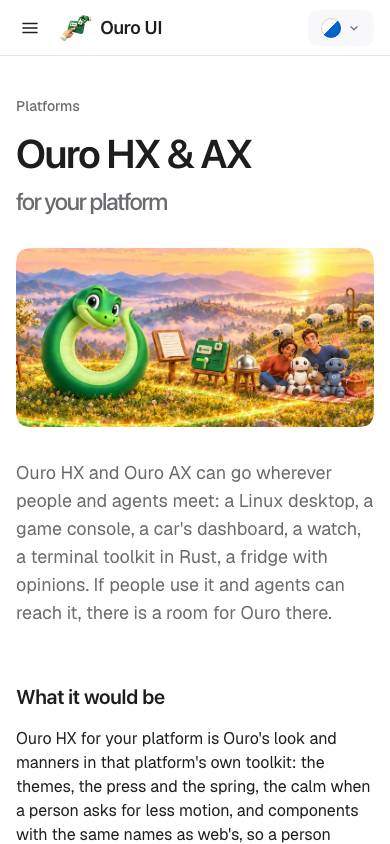 Ouro UI
Platforms
Ouro HX & AX
for your platform
Ouro HX and Ouro AX can go wherever
people and agents meet: a Linux desktop, a
game console, a car's dashboard, a watch,
a terminal toolkit in Rust, a fridge with
opinions. If people use it and agents can
reach it, there is a room for Ouro there.
What it would be
Ouro HX for your platform is Ouro's look and
manners in that platform's own toolkit: the
themes, the press and the spring, the calm when
a person asks for less motion, and components
with the same names as web's, so a person